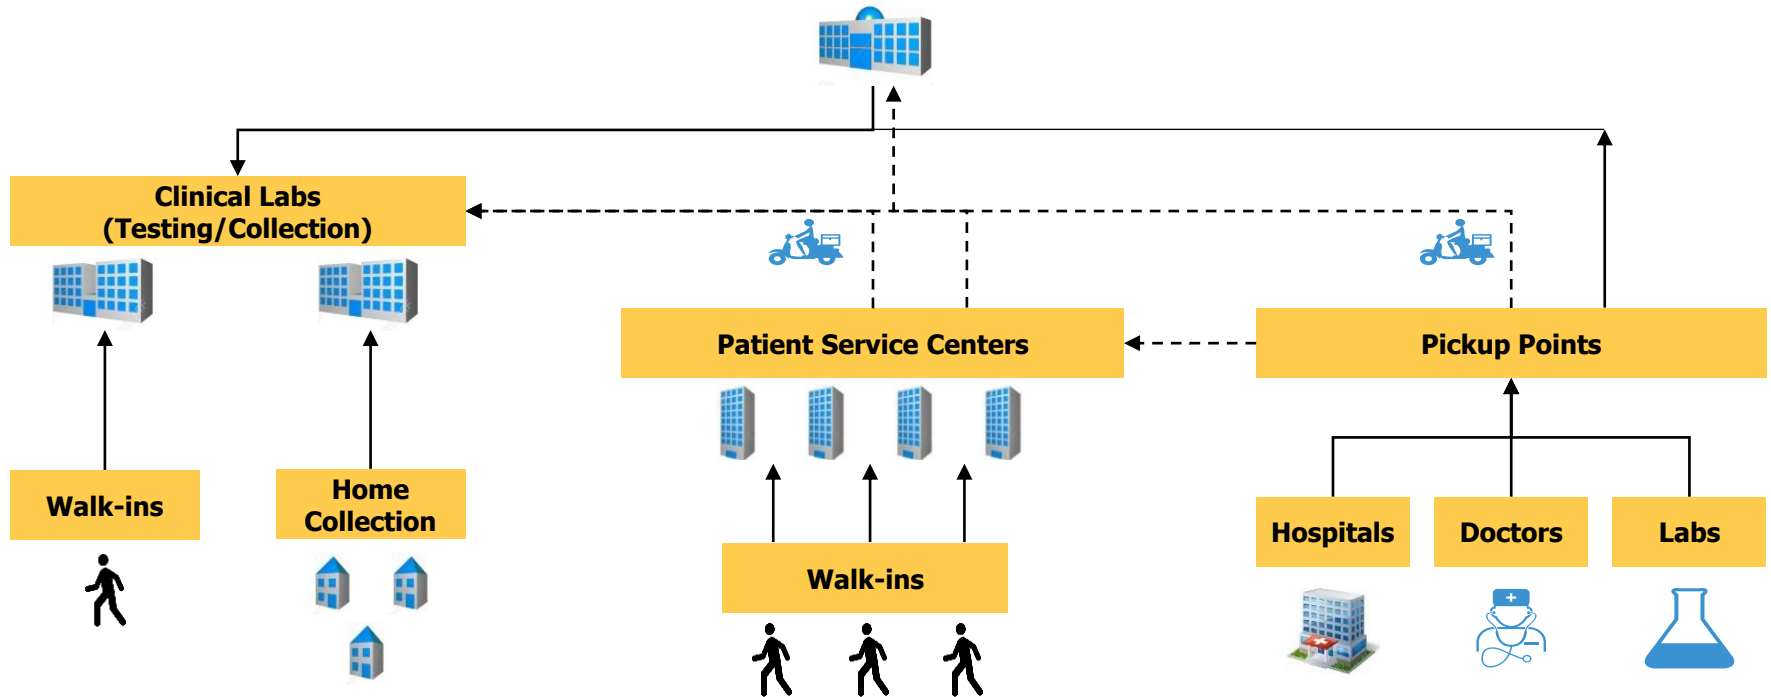 Clinical Labs
(Testing/Collection)
Patient Service Centers
Pickup Points
Walk-ins
Home
Collection
Hospitals
Doctors
Labs
Walk-ins